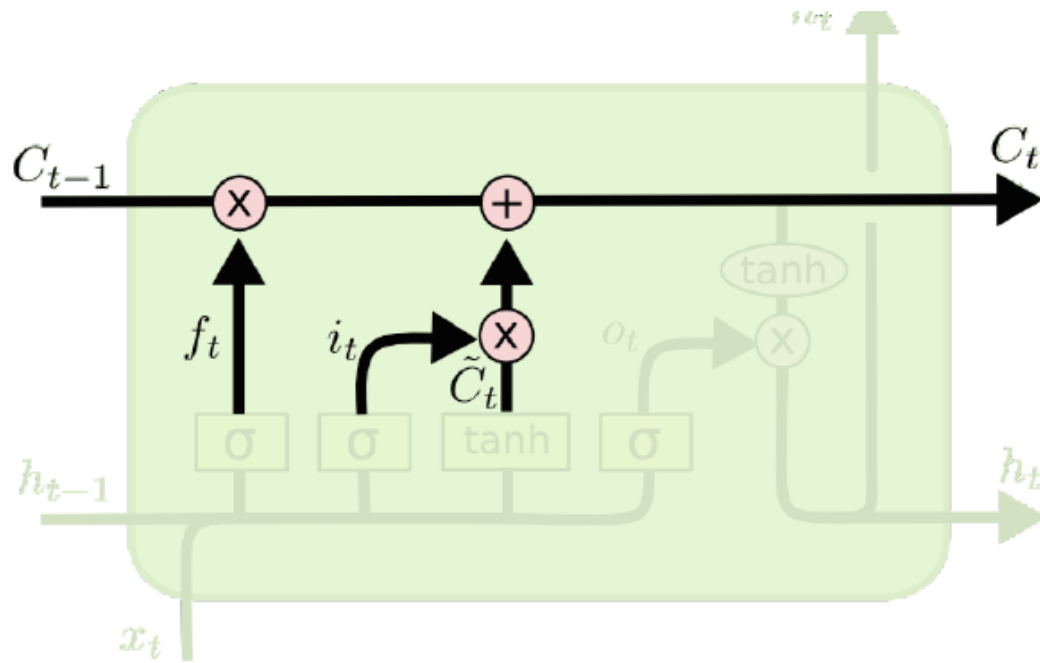 C_{t-1}
C_t
x
+
tanh
f_t
i_t
x
o_t
x
C̃_t
σ
σ
tanh
σ
h_{t-1}
h_t
x_t